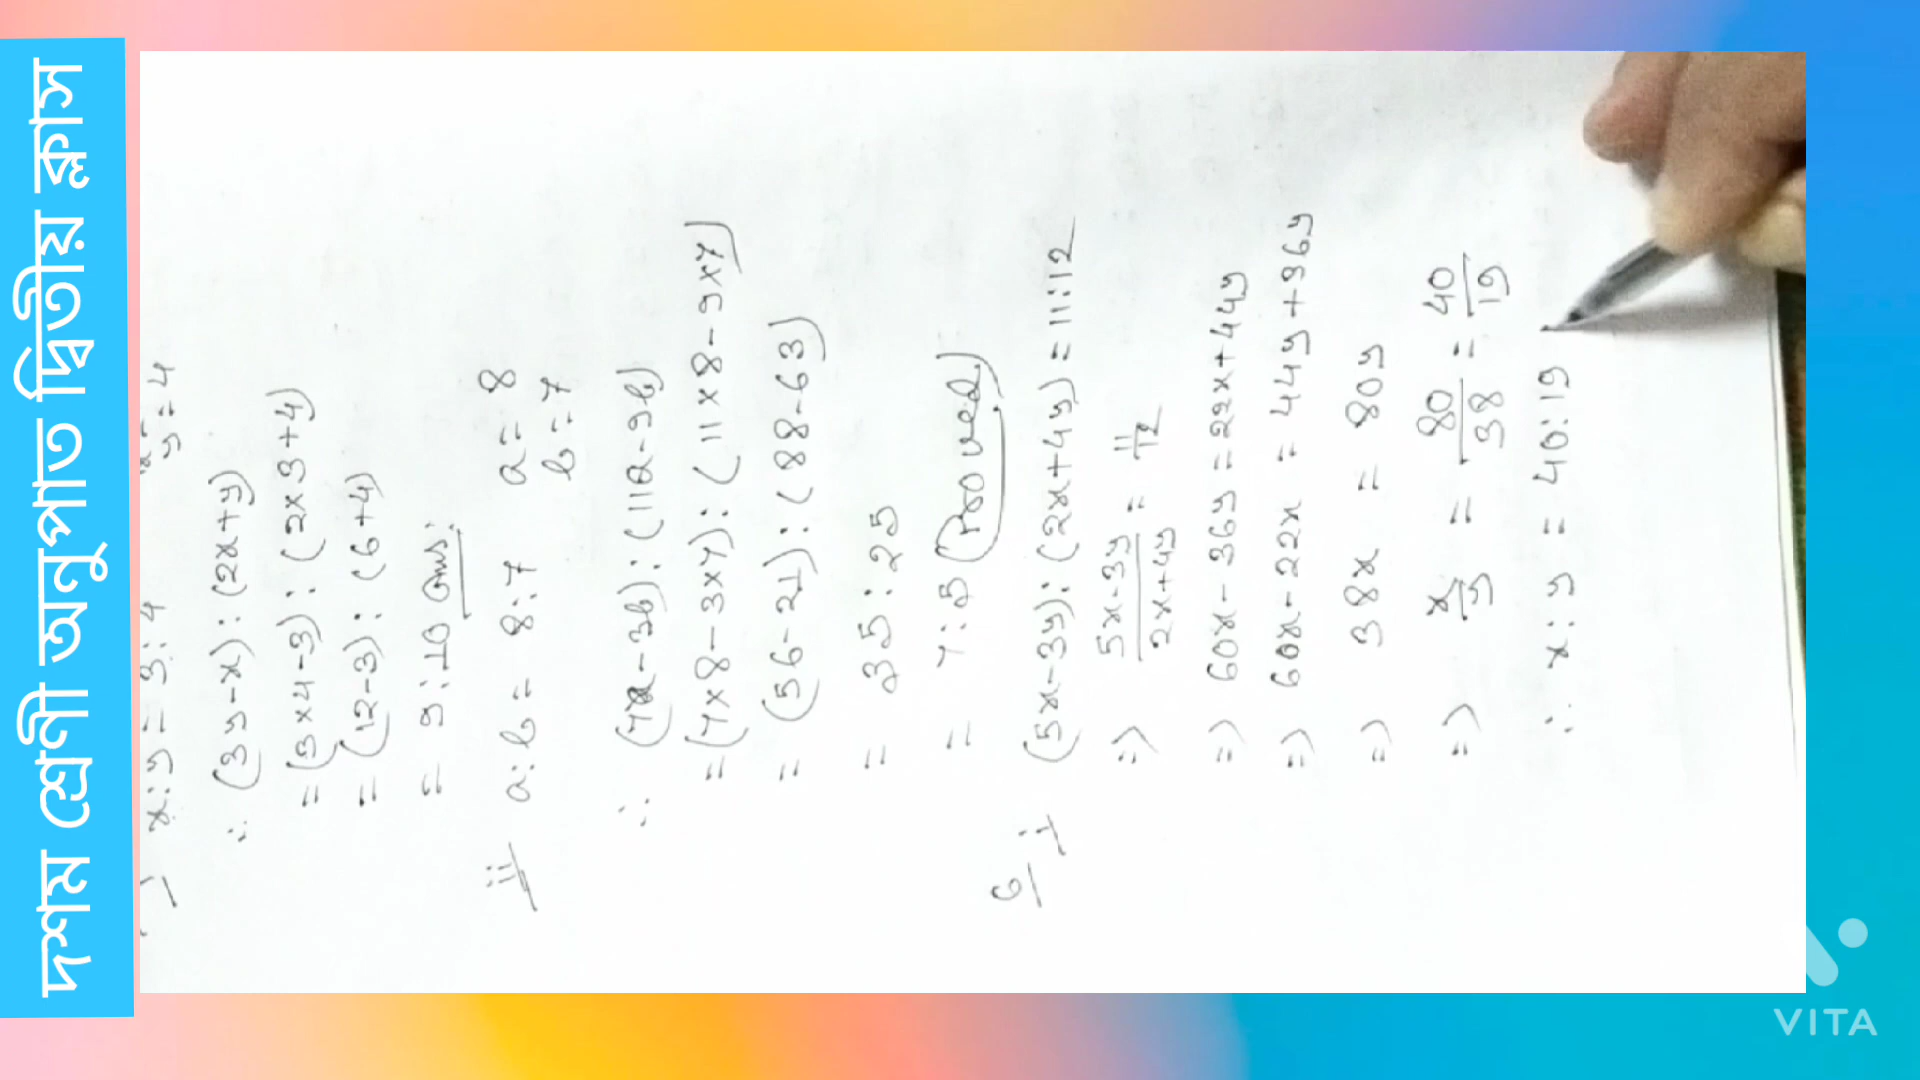 দশম শ্রেণী অনুপাত দ্বিতীয় ক্লাস
x:y = 3:4
y=4
∴ (3y-x):(2x+y)
=(3×4-3):(2×3+4)
=(12-3):(6+4)
= 9:10 Ans:
ii a:b = 8:7 a=8
b=7
∴ (7a-3b):(11a-9b)
=(7×8-3×7):(11×8-9×7)
= (56-21):(88-63)
= 35:25
= 7:5 (Proved)
6 i (5x-3y):(2x+4y)=11:12
=> 5x-3y/2x+4y = 11/12
=> 60x-36y=22x+44y
=> 60x-22x = 44y+36y
=> 38x = 80y
=> x/y = 80/38 = 40/19
∴ x:y = 40:19
VITA